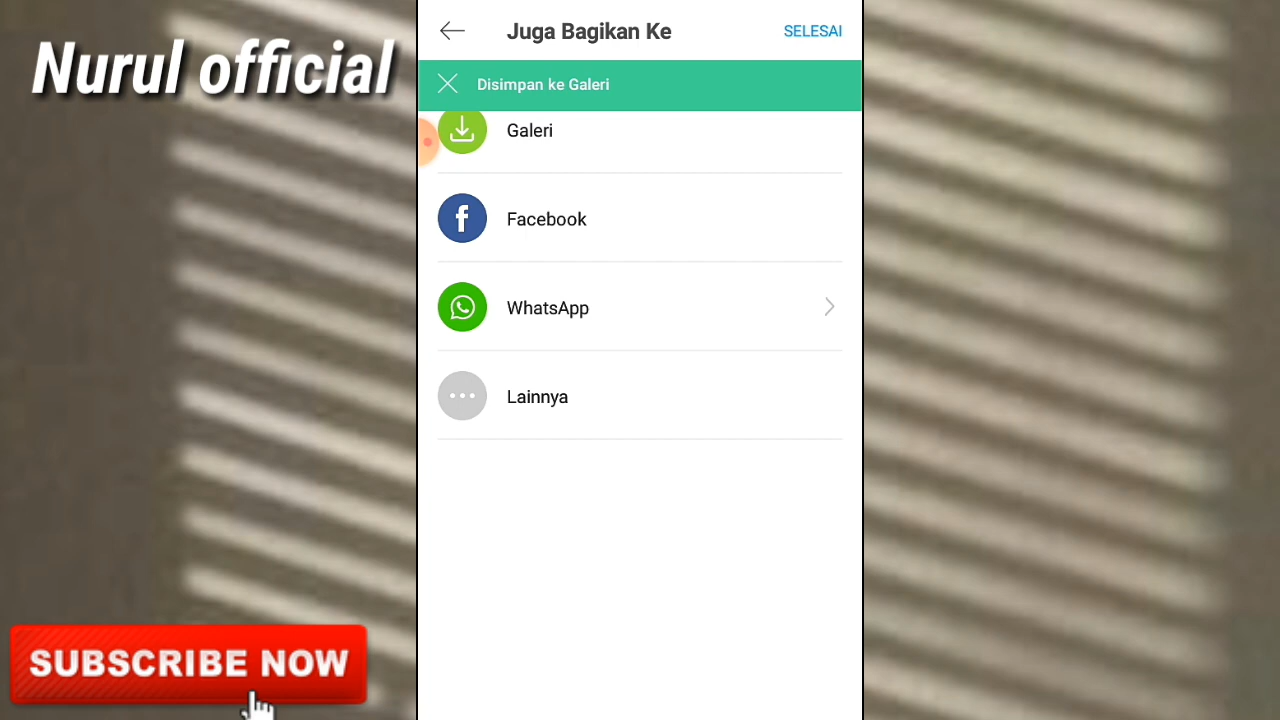 Nurul official
Juga Bagikan Ke
SELESAI
Disimpan ke Galeri
Galeri
Facebook
WhatsApp
Lainnya
SUBSCRIBE NOW